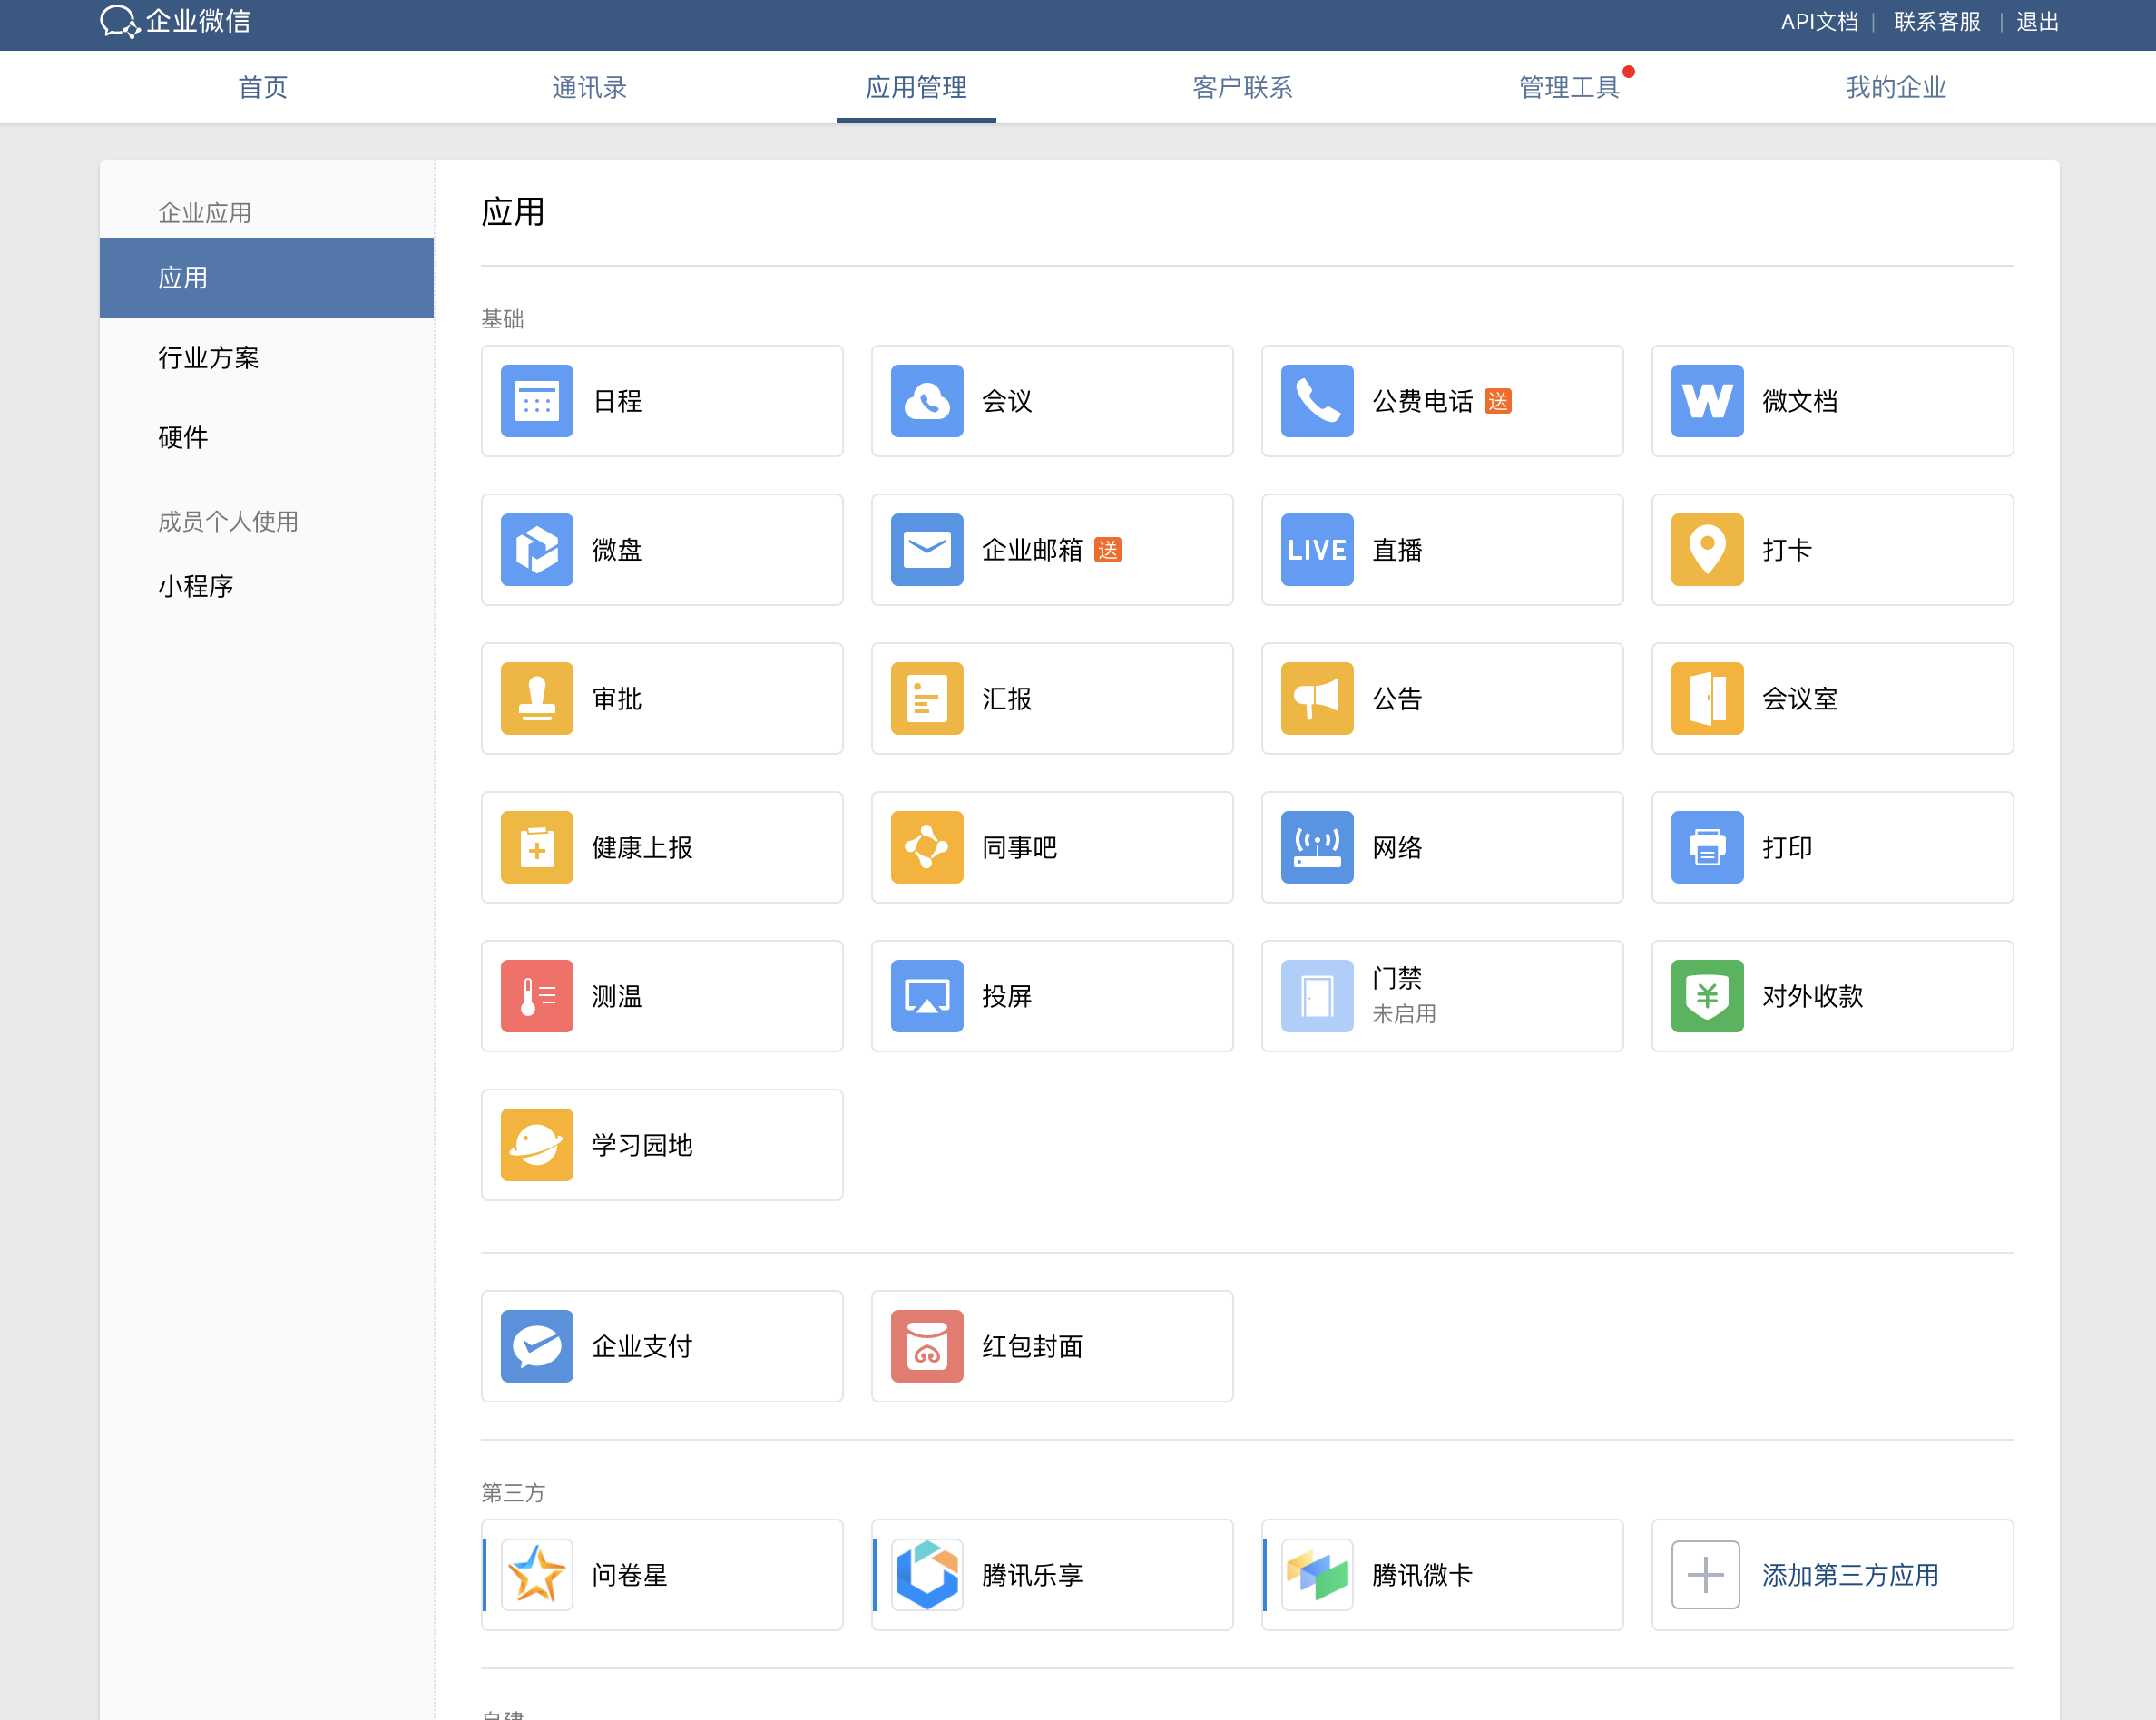 企业微信
API文档 | 联系客服 | 退出
首页 通讯录 应用管理 客户联系 管理工具 我的企业
企业应用
应用
行业方案
硬件
成员个人使用
小程序
应用
基础
日程 会议 公费电话 送 微文档
微盘 企业邮箱 送 LIVE 直播 打卡
审批 汇报 公告 会议室
健康上报 同事吧 网络 打印
测温 投屏 门禁 对外收款
未启用
学习园地
企业支付 红包封面
第三方
问卷星 腾讯乐享 腾讯微卡 添加第三方应用
自建